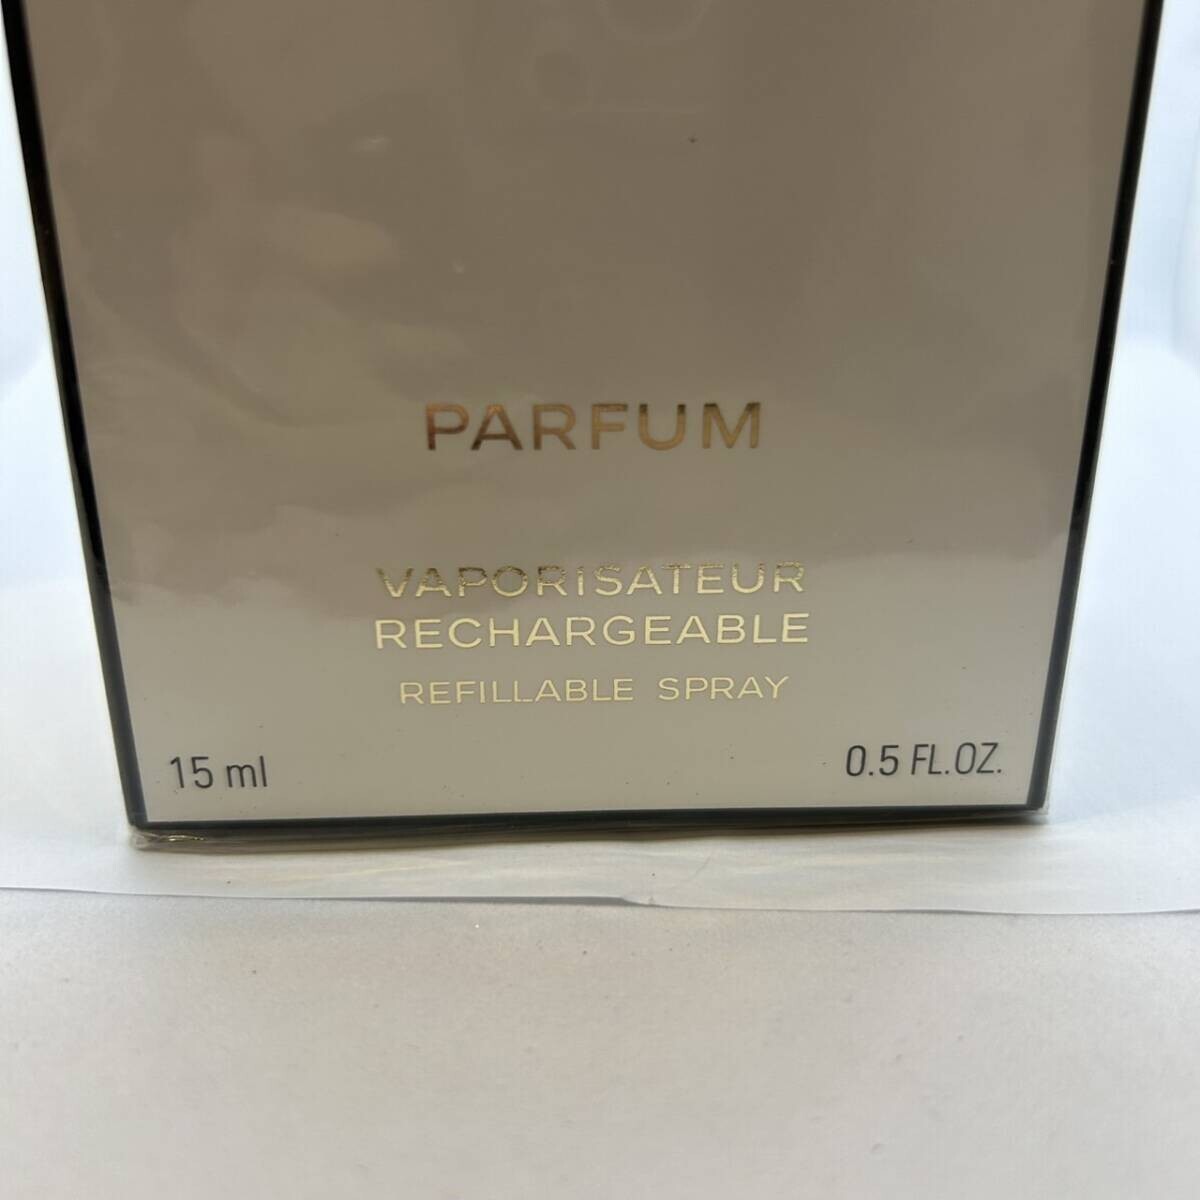 PARFUM
VAPORISATEUR
RECHARGEABLE
REFILLABLE SPRAY
15 ml 0.5 FL.OZ.